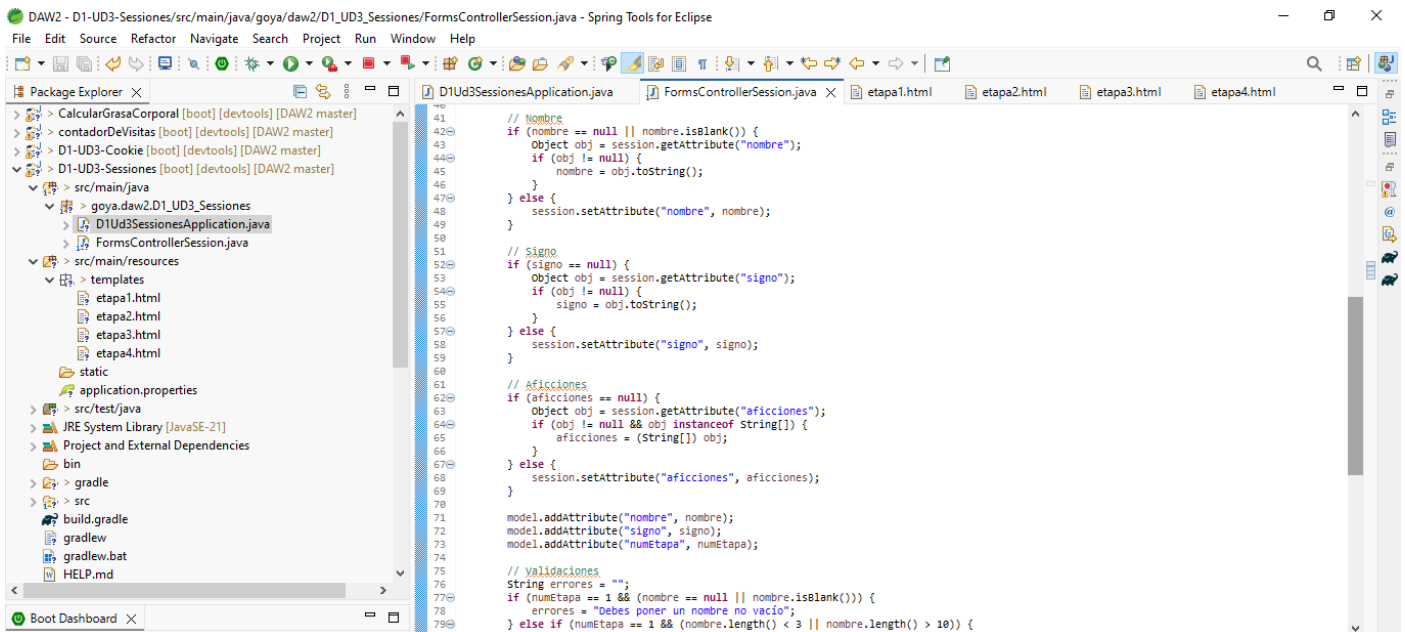 DAW2 - D1-UD3-Sessiones/src/main/java/goya/daw2/D1_UD3_Sessiones/FormsControllerSession.java - Spring Tools for Eclipse
File Edit Source Refactor Navigate Search Project Run Window Help
Package Explorer
> CalcularGrasaCorporal [boot] [devtools] [DAW2 master]
> contadorDeVisitas [boot] [devtools] [DAW2 master]
> D1-UD3-Cookie [boot] [devtools] [DAW2 master]
> D1-UD3-Sessiones [boot] [devtools] [DAW2 master]
> src/main/java
> goya.daw2.D1_UD3_Sessiones
D1Ud3SessionesApplication.java
FormsControllerSession.java
> src/main/resources
> templates
etapa1.html
etapa2.html
etapa3.html
etapa4.html
static
application.properties
> src/test/java
JRE System Library [JavaSE-21]
Project and External Dependencies
bin
> gradle
> src
build.gradle
gradlew
gradlew.bat
HELP.md
Boot Dashboard
D1Ud3SessionesApplication.java FormsControllerSession.java etapa1.html etapa2.html etapa3.html etapa4.html
40
41 // Nombre
42 if (nombre == null || nombre.isBlank()) {
43 Object obj = session.getAttribute("nombre");
44 if (obj != null) {
45 nombre = obj.toString();
46 }
47 } else {
48 session.setAttribute("nombre", nombre);
49 }
50
51 // Signo
52 if (signo == null) {
53 Object obj = session.getAttribute("signo");
54 if (obj != null) {
55 signo = obj.toString();
56 }
57 } else {
58 session.setAttribute("signo", signo);
59 }
60
61 // Aficciones
62 if (aficciones == null) {
63 Object obj = session.getAttribute("aficciones");
64 if (obj != null && obj instanceof String[]) {
65 aficciones = (String[]) obj;
66 }
67 } else {
68 session.setAttribute("aficciones", aficciones);
69 }
70
71 model.addAttribute("nombre", nombre);
72 model.addAttribute("signo", signo);
73 model.addAttribute("numEtapa", numEtapa);
74
75 // Validaciones
76 String errores = "";
77 if (numEtapa == 1 && (nombre == null || nombre.isBlank())) {
78 errores = "Debes poner un nombre no vacío";
79 } else if (numEtapa == 1 && (nombre.length() < 3 || nombre.length() > 10)) {